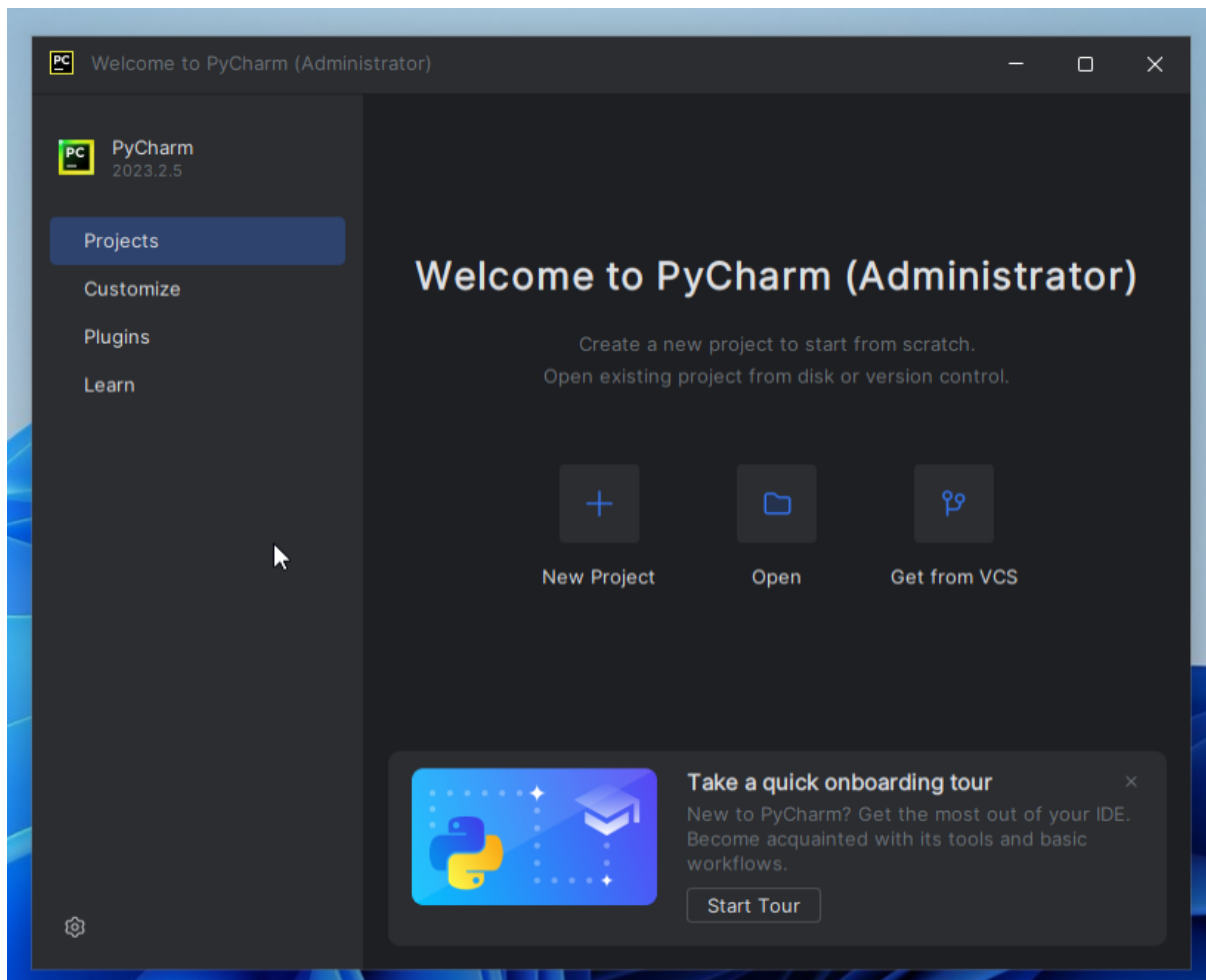 PC Welcome to PyCharm (Administrator)
PC PyCharm
2023.2.5
Projects
Customize
Plugins
Learn
Welcome to PyCharm (Administrator)
Create a new project to start from scratch.
Open existing project from disk or version control.
New Project Open Get from VCS
Take a quick onboarding tour
New to PyCharm? Get the most out of your IDE.
Become acquainted with its tools and basic
workflows.
Start Tour